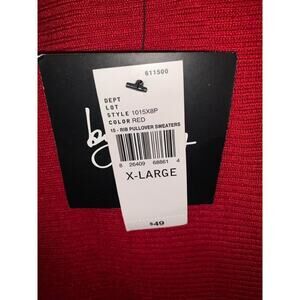 611500
DEPT
LOT
STYLE 1015X8P
COLOR RED
15 - RIB PULLOVER SWEATERS
8 26409 68861 4
X-LARGE
$49